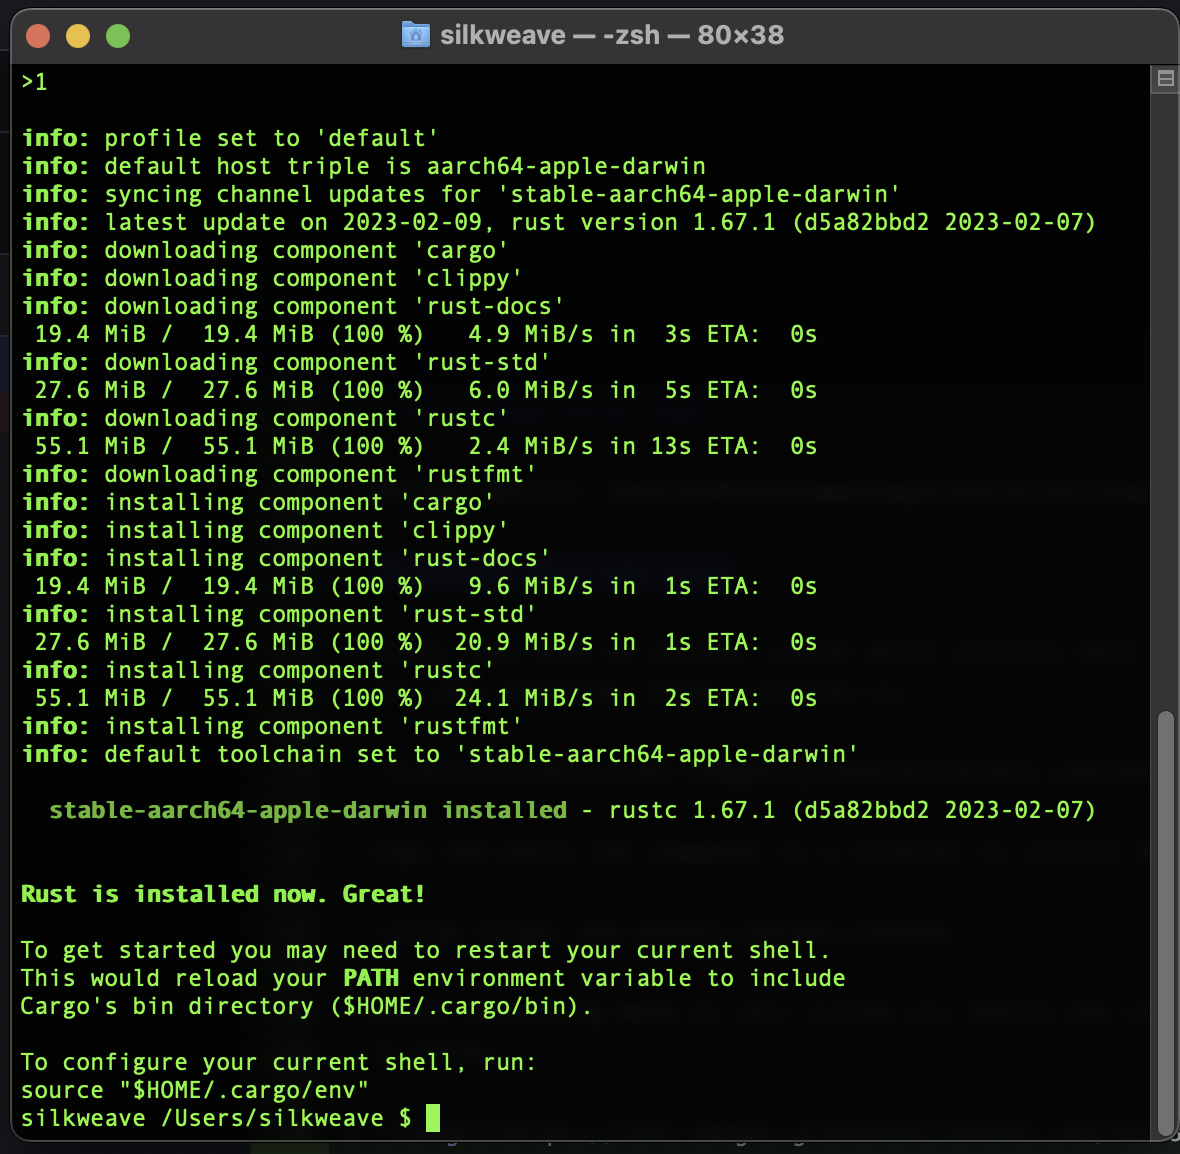 silkweave — -zsh — 80×38
>1
info: profile set to 'default'
info: default host triple is aarch64-apple-darwin
info: syncing channel updates for 'stable-aarch64-apple-darwin'
info: latest update on 2023-02-09, rust version 1.67.1 (d5a82bbd2 2023-02-07)
info: downloading component 'cargo'
info: downloading component 'clippy'
info: downloading component 'rust-docs'
19.4 MiB /  19.4 MiB (100 %)   4.9 MiB/s in  3s ETA:  0s
info: downloading component 'rust-std'
27.6 MiB /  27.6 MiB (100 %)   6.0 MiB/s in  5s ETA:  0s
info: downloading component 'rustc'
55.1 MiB /  55.1 MiB (100 %)   2.4 MiB/s in 13s ETA:  0s
info: downloading component 'rustfmt'
info: installing component 'cargo'
info: installing component 'clippy'
info: installing component 'rust-docs'
19.4 MiB /  19.4 MiB (100 %)   9.6 MiB/s in  1s ETA:  0s
info: installing component 'rust-std'
27.6 MiB /  27.6 MiB (100 %)  20.9 MiB/s in  1s ETA:  0s
info: installing component 'rustc'
55.1 MiB /  55.1 MiB (100 %)  24.1 MiB/s in  2s ETA:  0s
info: installing component 'rustfmt'
info: default toolchain set to 'stable-aarch64-apple-darwin'
stable-aarch64-apple-darwin installed - rustc 1.67.1 (d5a82bbd2 2023-02-07)
Rust is installed now. Great!
To get started you may need to restart your current shell.
This would reload your PATH environment variable to include
Cargo's bin directory ($HOME/.cargo/bin).
To configure your current shell, run:
source "$HOME/.cargo/env"
silkweave /Users/silkweave $